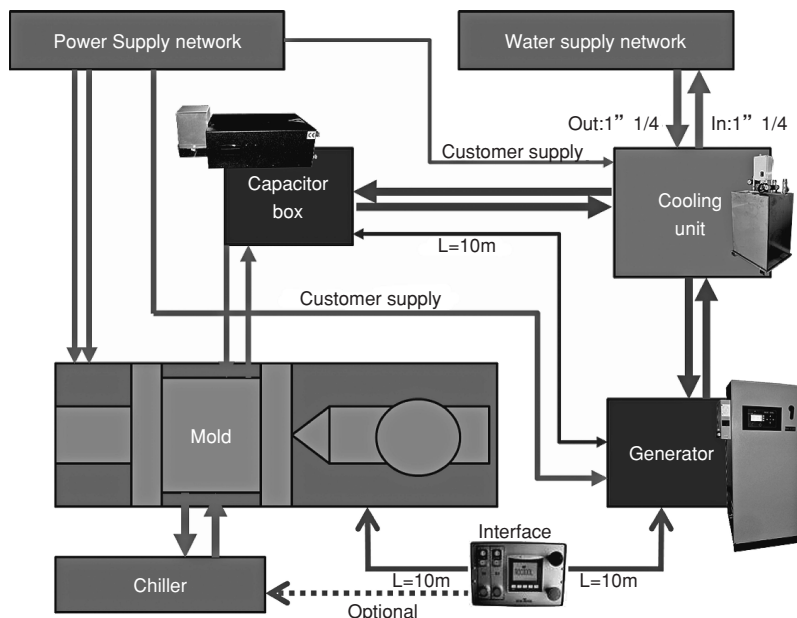 Power Supply network
Water supply network
Out:1” 1/4
In:1” 1/4
Customer supply
Capacitor
box
Cooling
unit
L=10m
Customer supply
Mold
Generator
Interface
L=10m
L=10m
Chiller
Optional